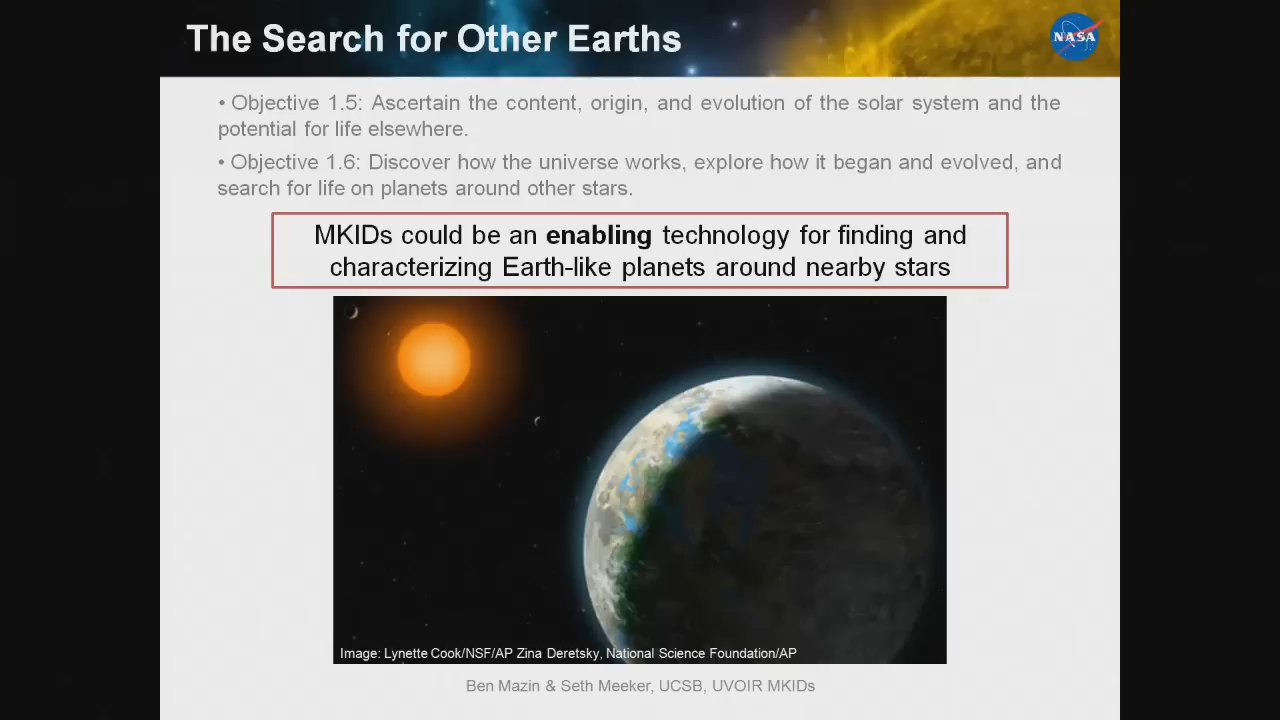 The Search for Other Earths
NASA
• Objective 1.5: Ascertain the content, origin, and evolution of the solar system and the
potential for life elsewhere.
• Objective 1.6: Discover how the universe works, explore how it began and evolved, and
search for life on planets around other stars.
MKIDs could be an enabling technology for finding and
characterizing Earth-like planets around nearby stars
Image: Lynette Cook/NSF/AP Zina Deretsky, National Science Foundation/AP
Ben Mazin & Seth Meeker, UCSB, UVOIR MKIDs